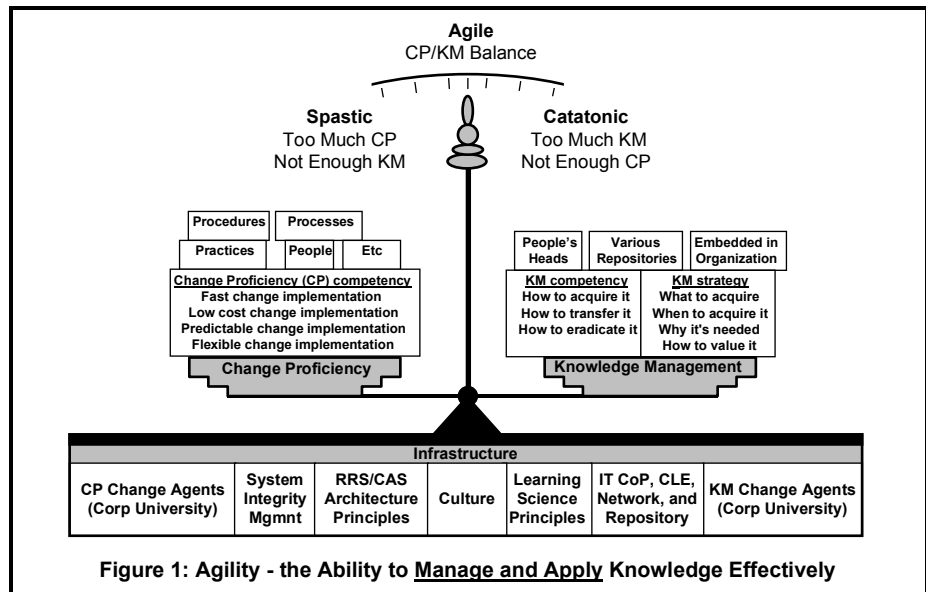 Agile
CP/KM Balance
Spastic
Too Much CP
Not Enough KM
Catatonic
Too Much KM
Not Enough CP
Procedures
Processes
Practices
People
Etc
Change Proficiency (CP) competency
Fast change implementation
Low cost change implementation
Predictable change implementation
Flexible change implementation
Change Proficiency
People's
Heads
Various
Repositories
Embedded in
Organization
KM competency
How to acquire it
How to transfer it
How to eradicate it
KM strategy
What to acquire
When to acquire it
Why it's needed
How to value it
Knowledge Management
Infrastructure
CP Change Agents
(Corp University)
System
Integrity
Mgmnt
RRS/CAS
Architecture
Principles
Culture
Learning
Science
Principles
IT CoP, CLE,
Network, and
Repository
KM Change Agents
(Corp University)
Figure 1: Agility - the Ability to Manage and Apply Knowledge Effectively